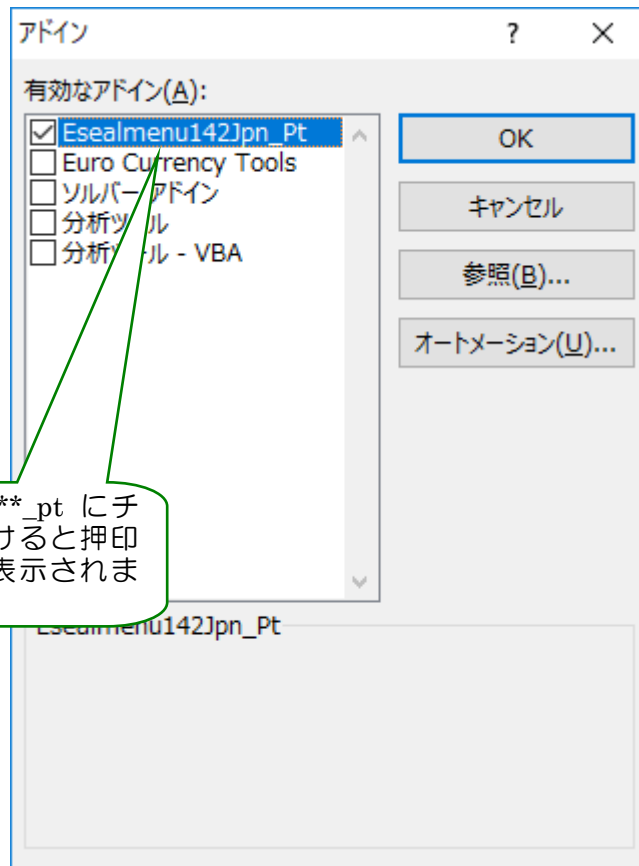 アドイン
有効なアドイン(A):
Esealmenu142Jpn_Pt
Euro Currency Tools
ソルバー アドイン
分析ツール
分析ツール - VBA
OK
キャンセル
参照(B)...
オートメーション(U)...
**_pt にチ
けると押印
表示されま
Esealmenu142Jpn_Pt